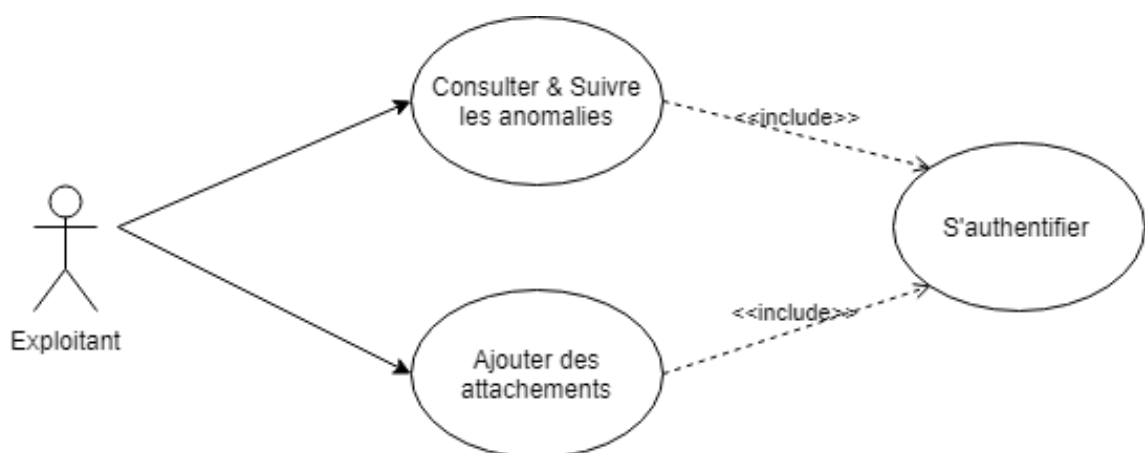 Consulter & Suivre
les anomalies
<<include>>
S'authentifier
Exploitant
<<include>>
Ajouter des
attachements